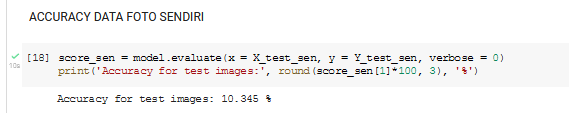 ACCURACY DATA FOTO SENDIRI
[18] score_sen = model.evaluate(x = X_test_sen, y = Y_test_sen, verbose = 0)
10s
print('Accuracy for test images:', round(score_sen[1]*100, 3), '%')
Accuracy for test images: 10.345 %